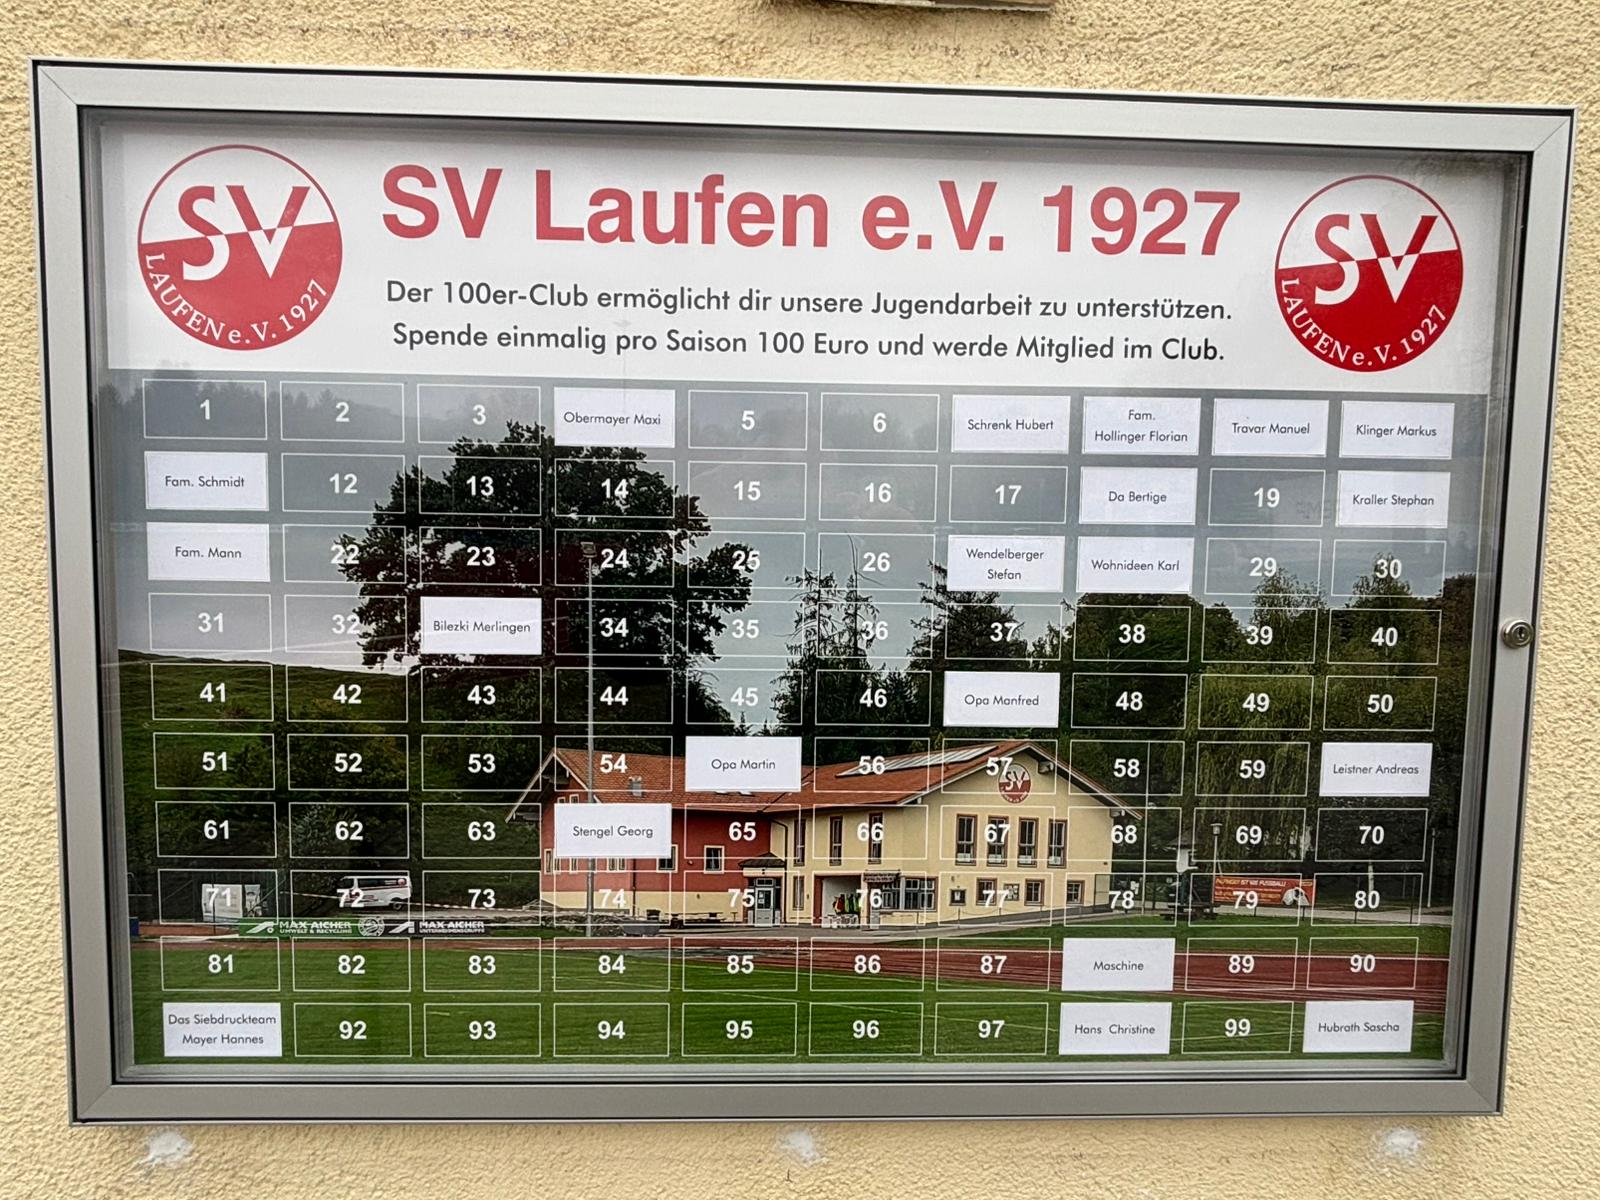 SV
LAUFEN e.V. 1927
SV Laufen e.V. 1927
Der 100er-Club ermöglicht dir unsere Jugendarbeit zu unterstützen.
Spende einmalig pro Saison 100 Euro und werde Mitglied im Club.
SV
LAUFEN e.V. 1927
1 2 3 Obermayer Maxi 5 6 Schrenk Hubert Fam. Hollinger Florian Travar Manuel Klinger Markus
Fam. Schmidt 12 13 14 15 16 17 Da Bertige 19 Kraller Stephan
Fam. Mann 22 23 24 25 26 Wendelberger Stefan Wohnideen Karl 29 30
31 32 Bilezki Merlingen 34 35 36 37 38 39 40
41 42 43 44 45 46 Opa Manfred 48 49 50
51 52 53 54 Opa Martin 56 57 58 59 Leistner Andreas
SV
61 62 63 Stengel Georg 65 66 67 68 69 70
71 72 73 74 75 76 77 78 79 80
MAX AICHER
UMWELT & RECYCLING
MAX AICHER
81 82 83 84 85 86 87 Maschine 89 90
Das Siebdruckteam Mayer Hannes 92 93 94 95 96 97 Hans Christine 99 Hubrath Sascha